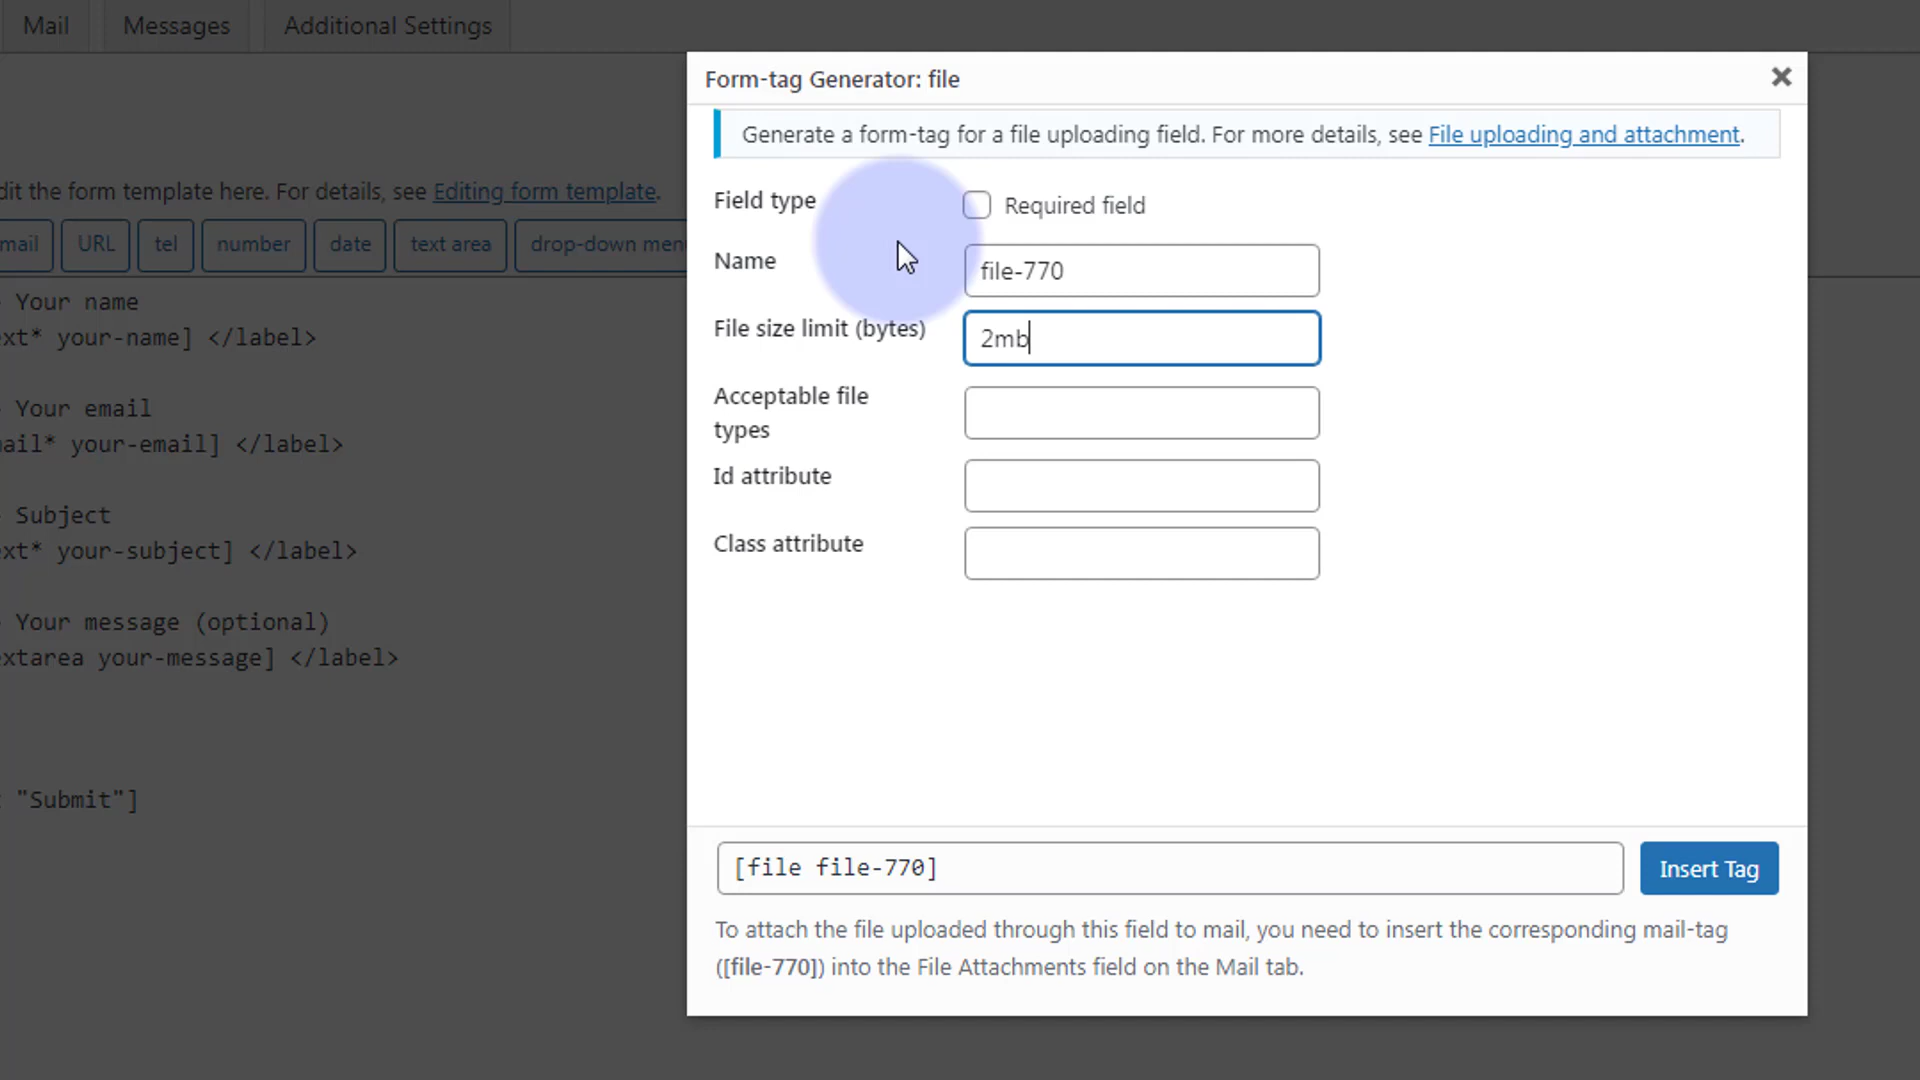 Mail Messages Additional Settings
Form-tag Generator: file
Generate a form-tag for a file uploading field. For more details, see File uploading and attachment.
dit the form template here. For details, see Editing form template.
mail URL tel number date text area drop-down menu
Your name
ext* your-name] </label>
Your email
mail* your-email] </label>
Subject
ext* your-subject] </label>
Your message (optional)
extarea your-message] </label>
"Submit"]
Field type
Required field
Name
file-770
File size limit (bytes)
2mb
Acceptable file
types
Id attribute
Class attribute
[file file-770]
Insert Tag
To attach the file uploaded through this field to mail, you need to insert the corresponding mail-tag
([file-770]) into the File Attachments field on the Mail tab.